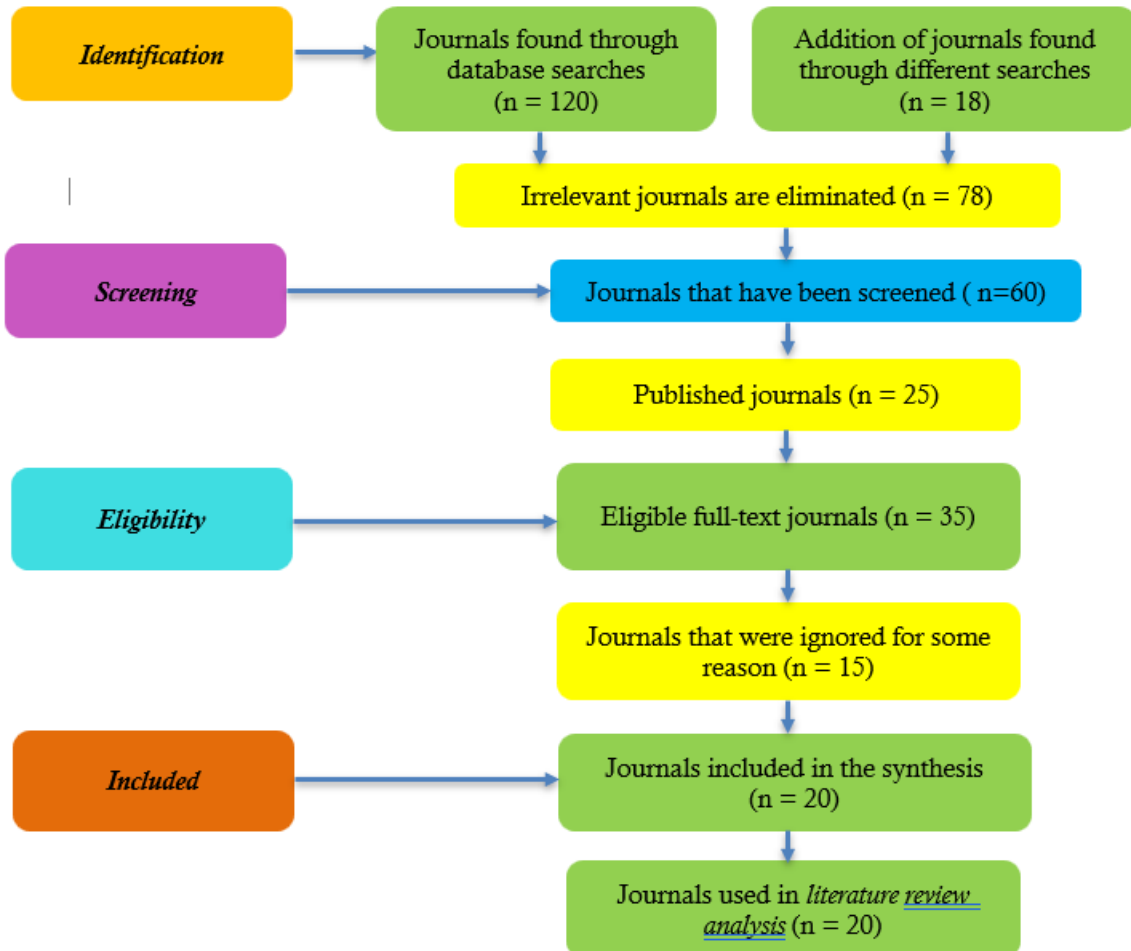 Identification
Journals found through
database searches
(n = 120)
Addition of journals found
through different searches
(n = 18)
Irrelevant journals are eliminated (n = 78)
Screening
Journals that have been screened ( n=60)
Published journals (n = 25)
Eligibility
Eligible full-text journals (n = 35)
Journals that were ignored for some
reason (n = 15)
Included
Journals included in the synthesis
(n = 20)
Journals used in literature review
analysis (n = 20)